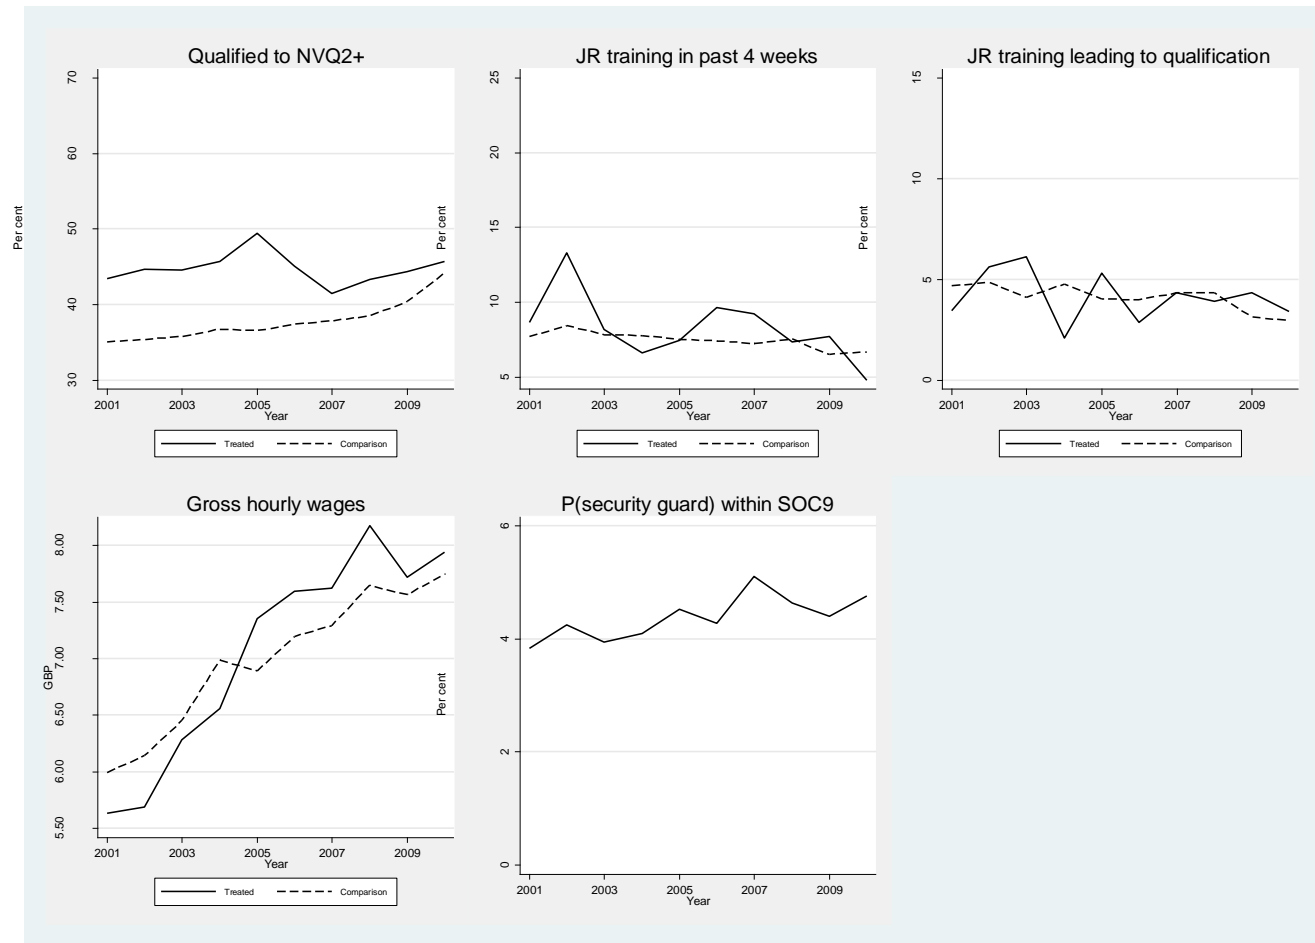 Qualified to NVQ2+
70
60
50
40
30
Per cent
2001 2003 2005 2007 2009
Year
Treated Comparison
JR training in past 4 weeks
25
20
15
10
5
Per cent
2001 2003 2005 2007 2009
Year
Treated Comparison
JR training leading to qualification
15
10
5
0
Per cent
2001 2003 2005 2007 2009
Year
Treated Comparison
Gross hourly wages
8.00
7.50
7.00
6.50
6.00
5.50
GBP
2001 2003 2005 2007 2009
Year
Treated Comparison
P(security guard) within SOC9
6
4
2
0
Per cent
2001 2003 2005 2007 2009
Year